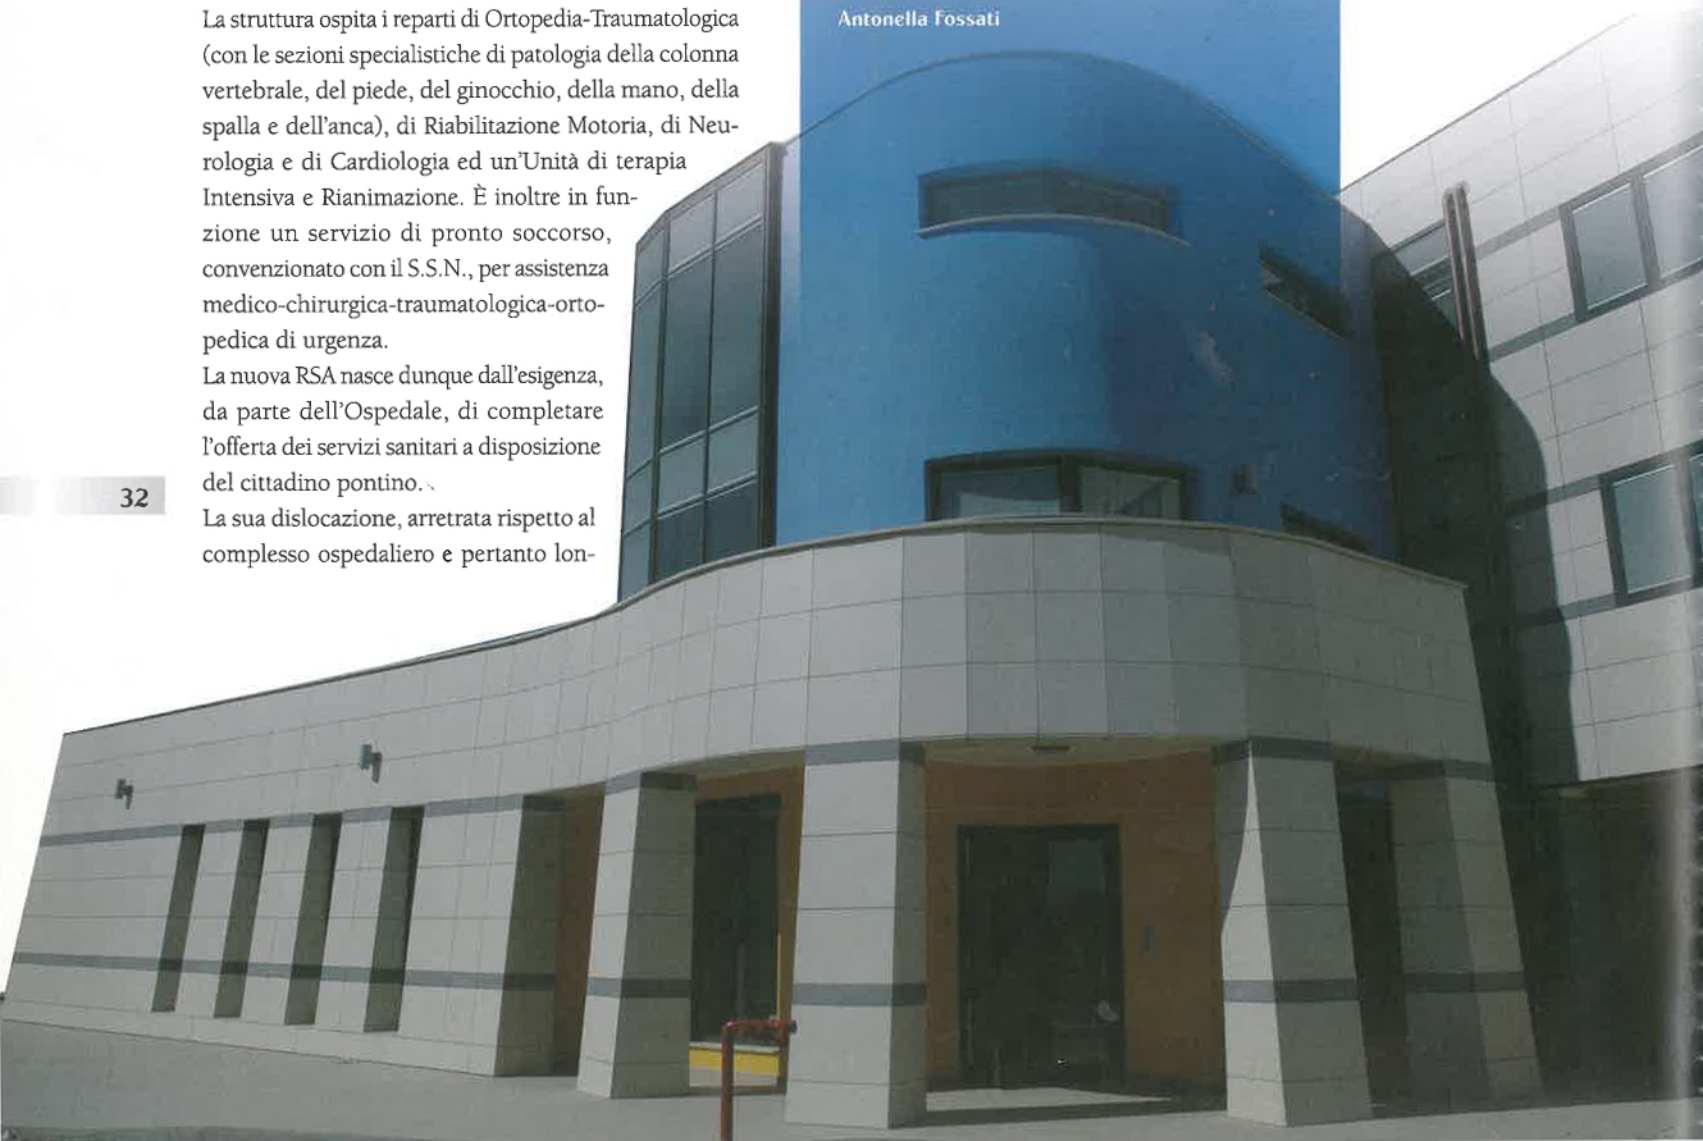 La struttura ospita i reparti di Ortopedia-Traumatologica
(con le sezioni specialistiche di patologia della colonna
vertebrale, del piede, del ginocchio, della mano, della
spalla e dell'anca), di Riabilitazione Motoria, di Neu-
rologia e di Cardiologia ed un'Unità di terapia
Intensiva e Rianimazione. È inoltre in fun-
zione un servizio di pronto soccorso,
convenzionato con il S.S.N., per assistenza
medico-chirurgica-traumatologica-orto-
pedica di urgenza.
La nuova RSA nasce dunque dall'esigenza,
da parte dell'Ospedale, di completare
l'offerta dei servizi sanitari a disposizione
del cittadino pontino.
La sua dislocazione, arretrata rispetto al
complesso ospedaliero e pertanto lon-
32
Antonella Fossati